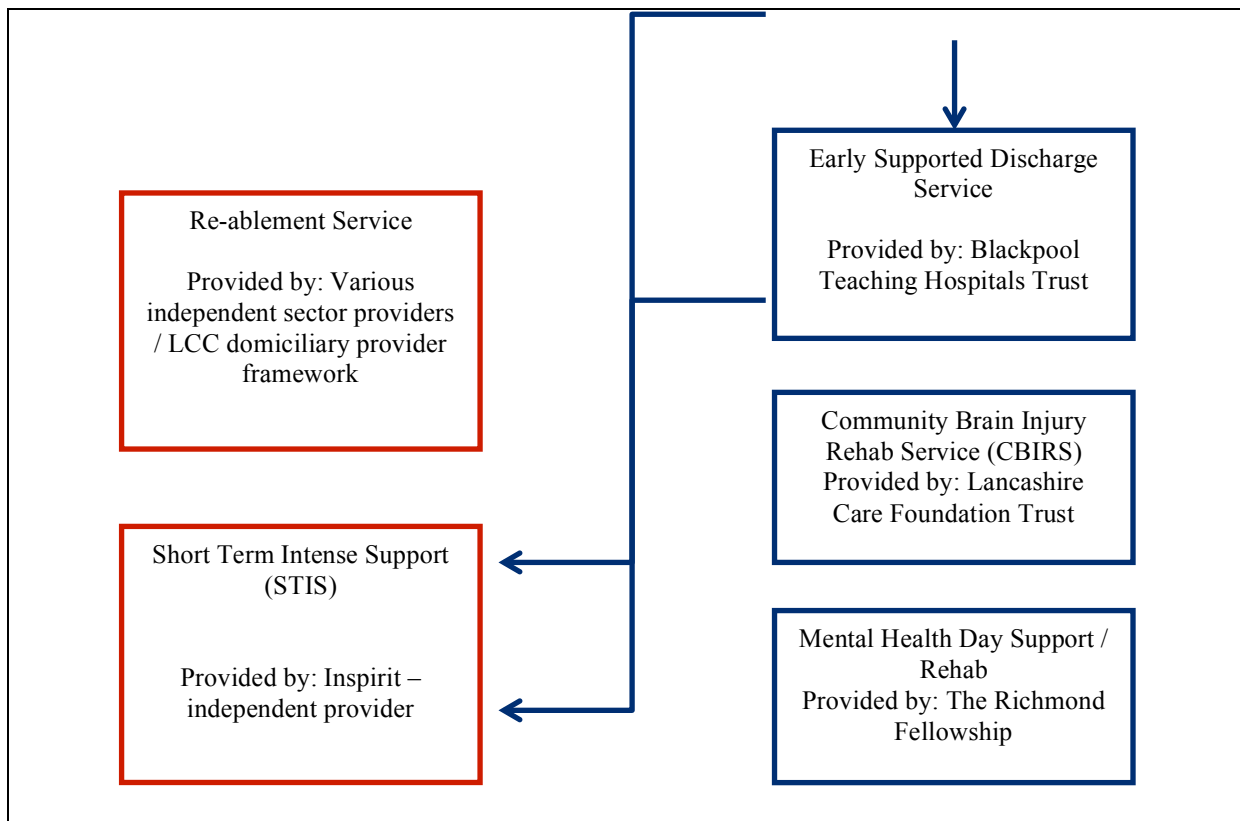 Re-ablement Service
Provided by: Various
independent sector providers
/ LCC domiciliary provider
framework
Short Term Intense Support
(STIS)
Provided by: Inspirit –
independent provider
Early Supported Discharge
Service
Provided by: Blackpool
Teaching Hospitals Trust
Community Brain Injury
Rehab Service (CBIRS)
Provided by: Lancashire
Care Foundation Trust
Mental Health Day Support /
Rehab
Provided by: The Richmond
Fellowship